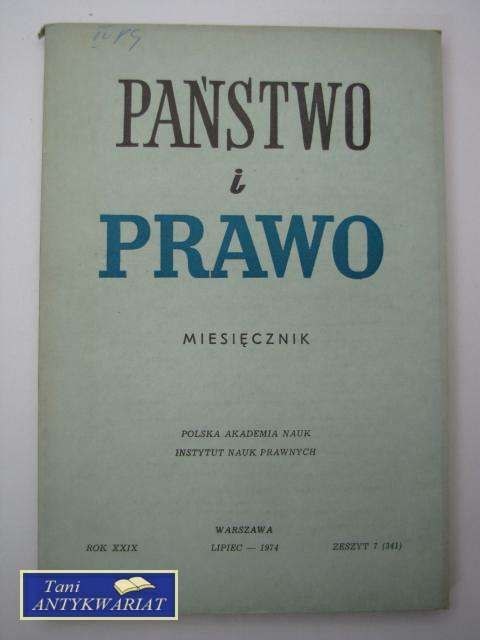 PAŃSTWO
i
PRAWO
MIESIĘCZNIK
POLSKA AKADEMIA NAUK
INSTYTUT NAUK PRAWNYCH
WARSZAWA
ROK XXIX LIPIEC — 1974 ZESZYT 7 (341)
Tani
ANTYKWARIAT